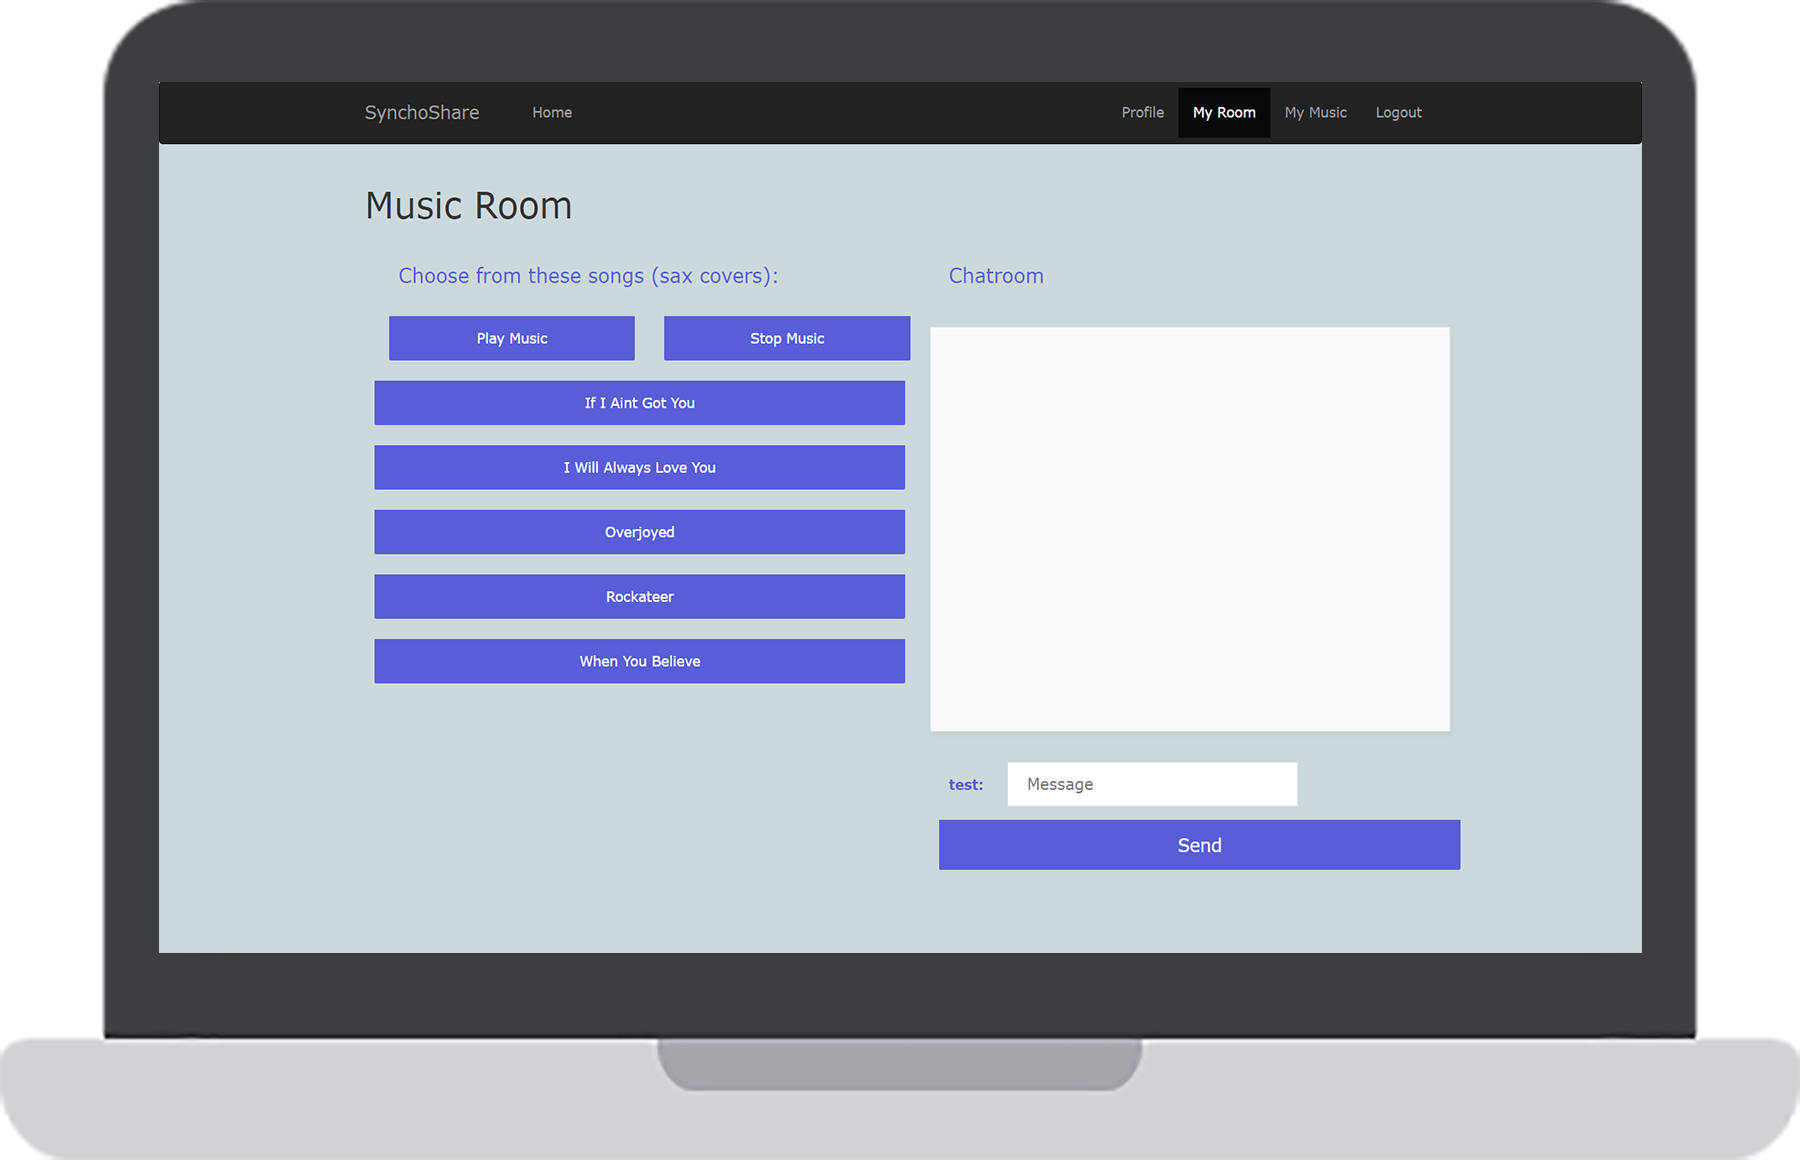 SynchoShare Home Profile My Room My Music Logout
Music Room
Choose from these songs (sax covers):
Play Music Stop Music
If I Aint Got You
I Will Always Love You
Overjoyed
Rockateer
When You Believe
Chatroom
test: Message
Send